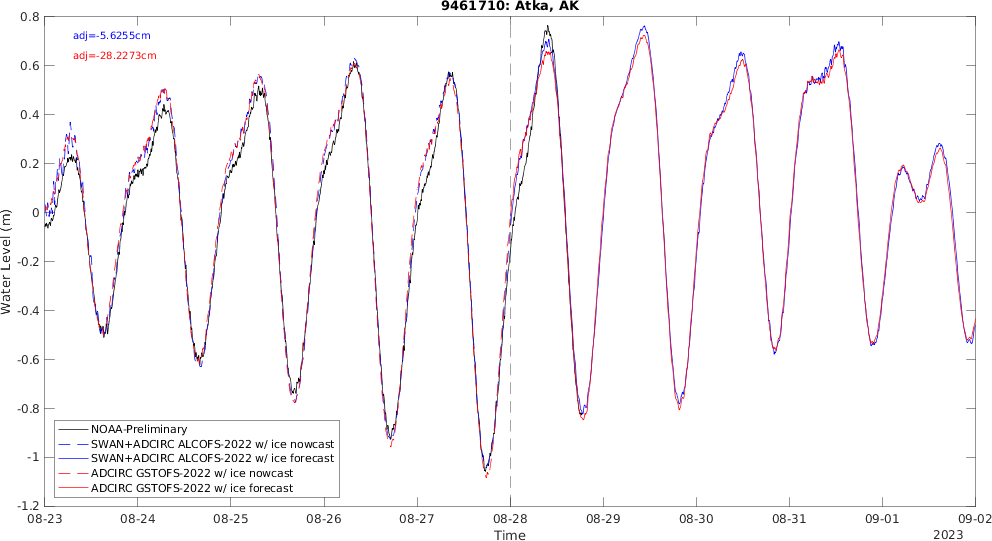 9461710: Atka, AK
adj=-5.6255cm
adj=-28.2273cm
Water Level (m)
0.8
0.6
0.4
0.2
0
-0.2
-0.4
-0.6
-0.8
-1
-1.2
NOAA-Preliminary
SWAN+ADCIRC ALCOFS-2022 w/ ice nowcast
SWAN+ADCIRC ALCOFS-2022 w/ ice forecast
ADCIRC GSTOFS-2022 w/ ice nowcast
ADCIRC GSTOFS-2022 w/ ice forecast
08-23 08-24 08-25 08-26 08-27 08-28 08-29 08-30 08-31 09-01 09-02
Time
2023